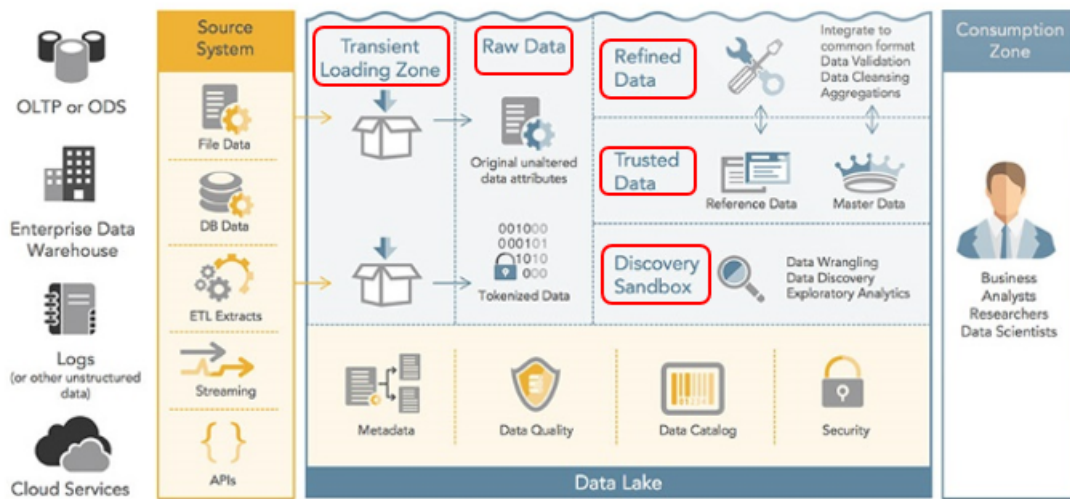 OLTP or ODS
Enterprise Data
Warehouse
Logs
(or other unstructured
data)
Cloud Services
Source
System
File Data
DB Data
ETL Extracts
Streaming
{ }
APIs
Transient
Loading Zone
Raw Data
Original unaltered
data attributes
001000
000101
1010
000
Tokenized Data
Refined
Data
Integrate to
common format
Data Validation
Data Cleansing
Aggregations
Trusted
Data
Reference Data
Master Data
Discovery
Sandbox
Data Wrangling
Data Discovery
Exploratory Analytics
Metadata
Data Quality
Data Catalog
Security
Data Lake
Consumption
Zone
Business
Analysts
Researchers
Data Scientists